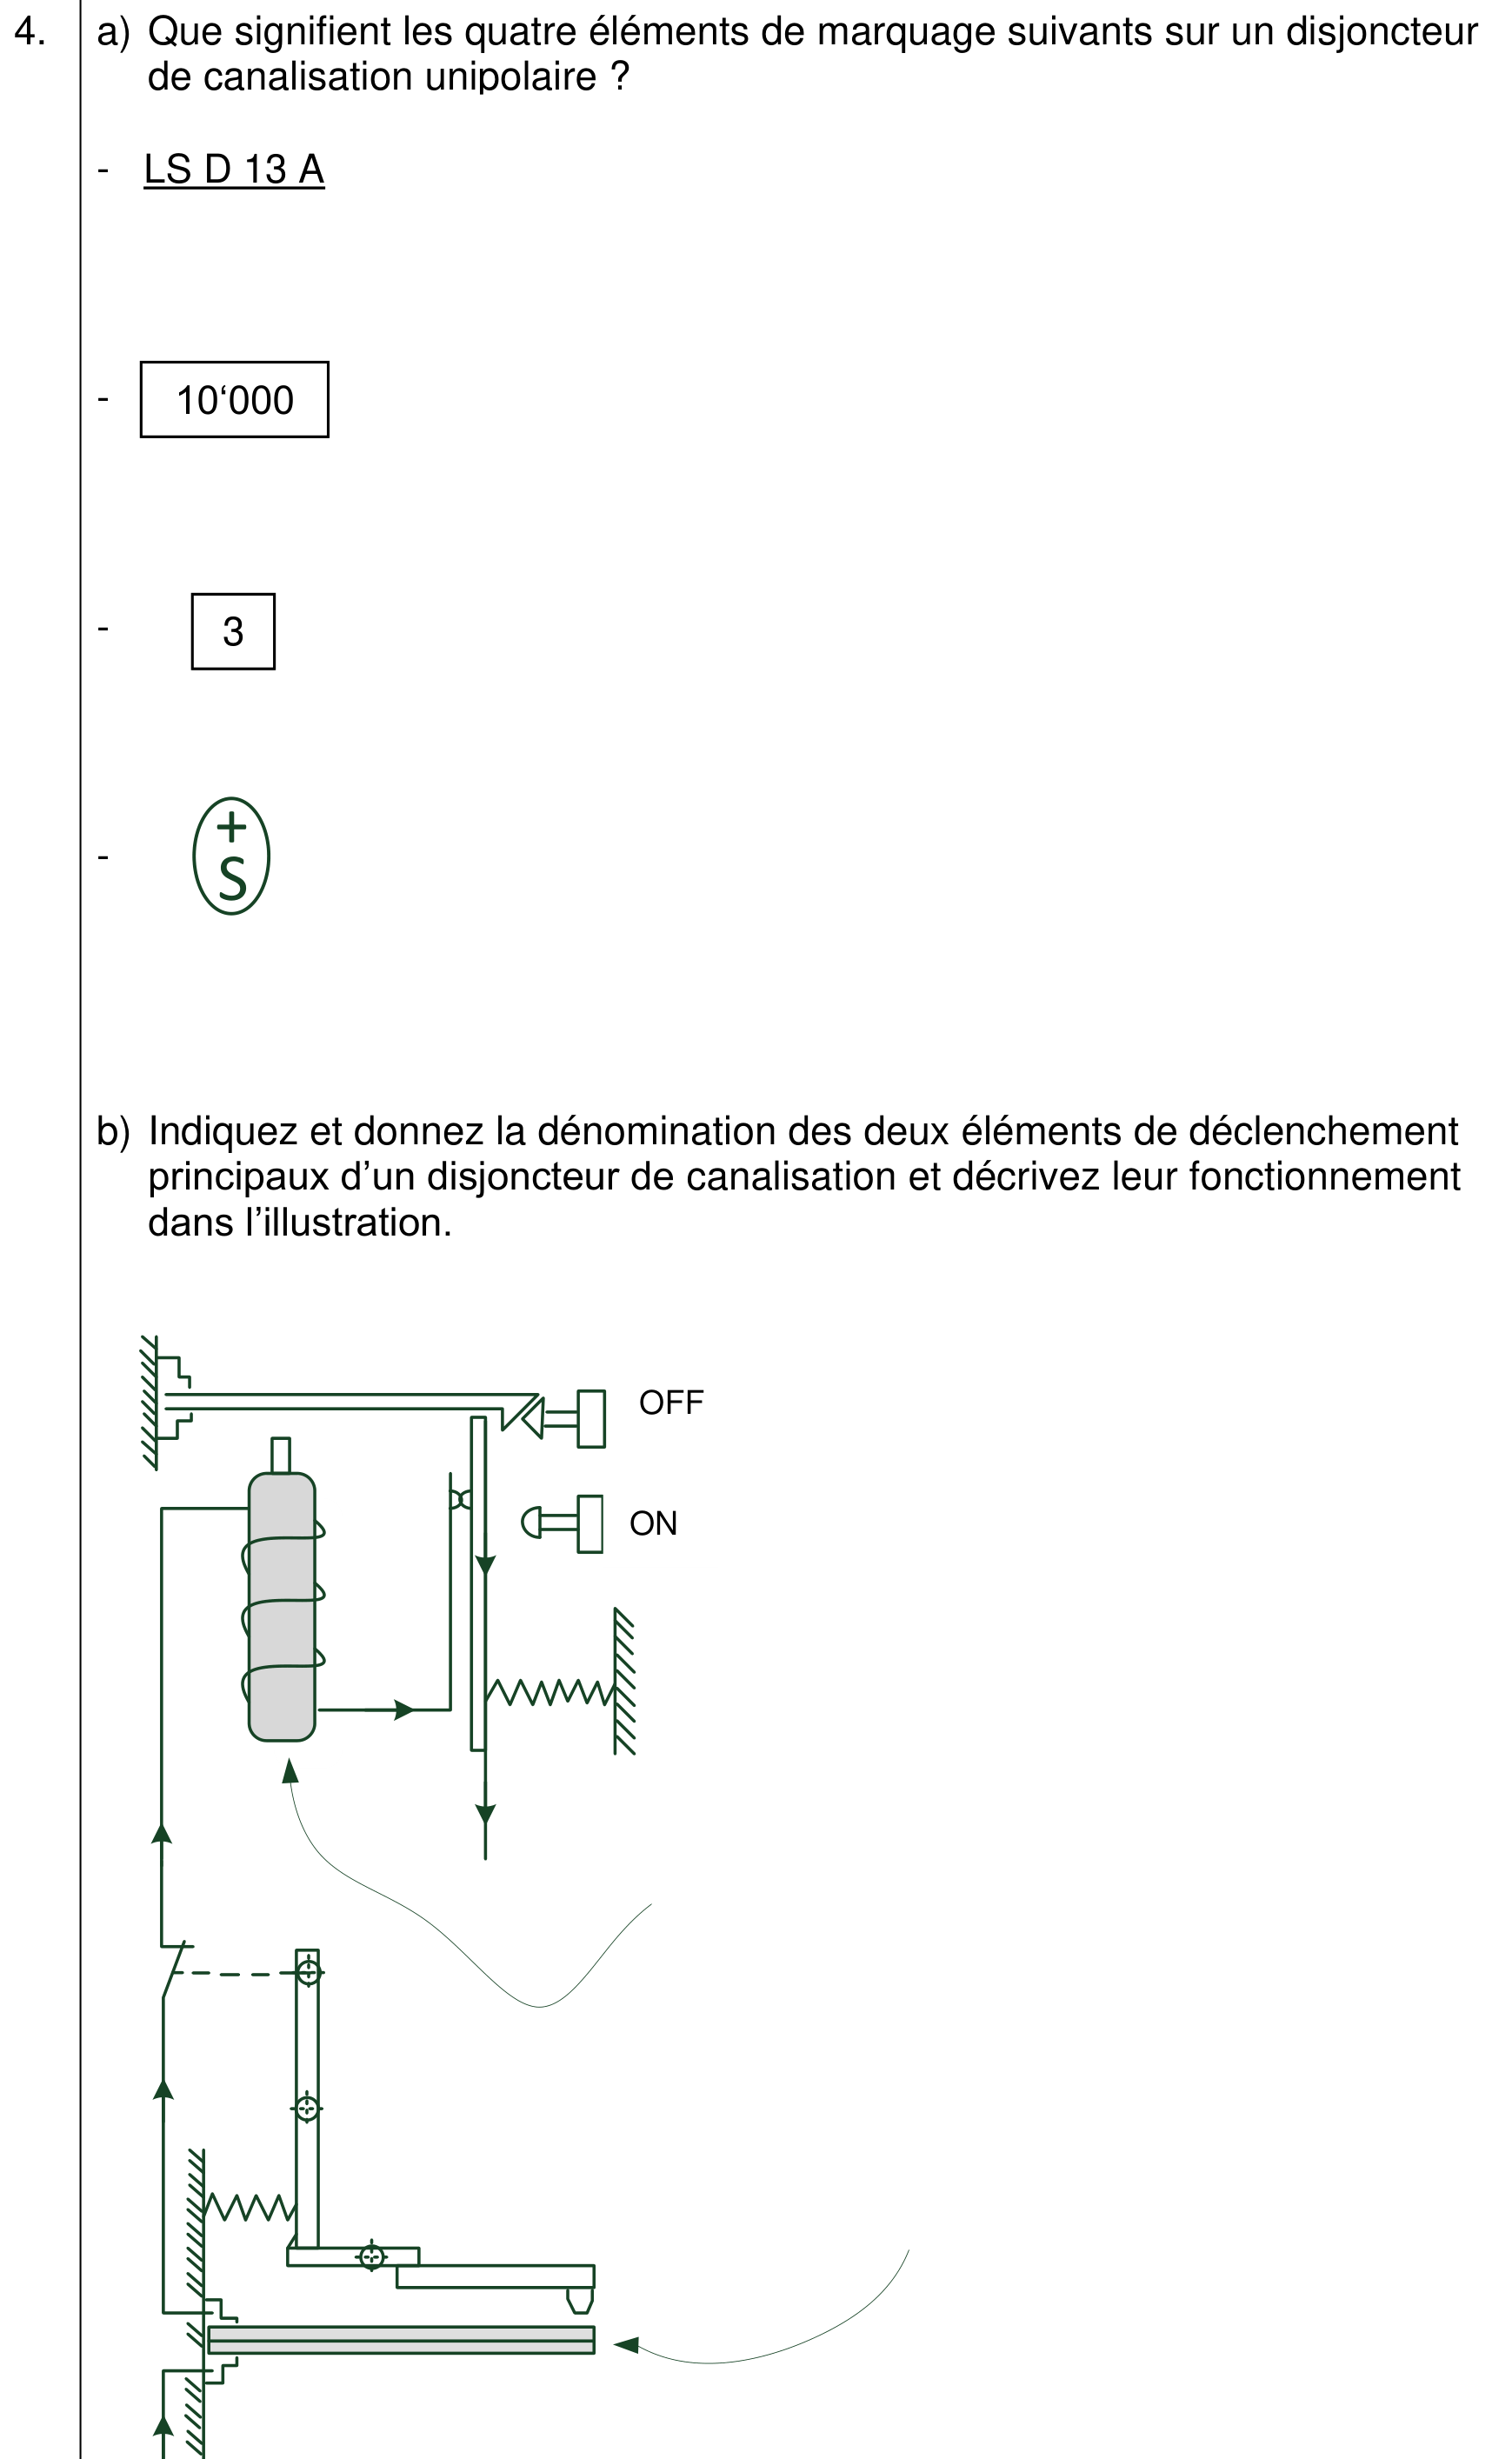 4. a) Que signifient les quatre éléments de marquage suivants sur un disjoncteur
de canalisation unipolaire ?
- LS D 13 A
- 10‘000
- 3
- + S
b) Indiquez et donnez la dénomination des deux éléments de déclenchement
principaux d’un disjoncteur de canalisation et décrivez leur fonctionnement
dans l’illustration.
OFF
ON